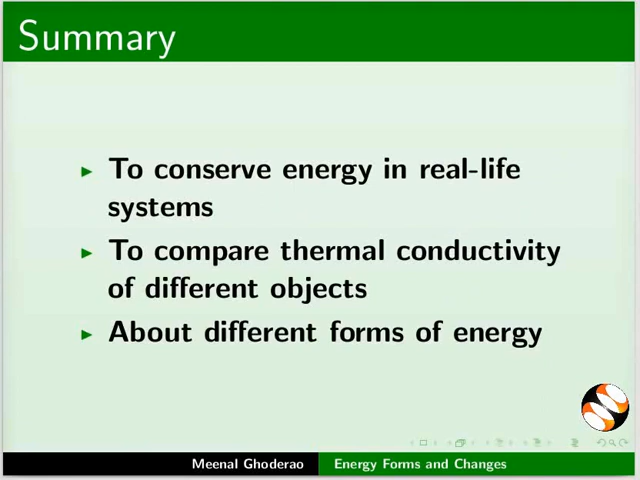 Summary
To conserve energy in real-life
systems
To compare thermal conductivity
of different objects
About different forms of energy
Meenal Ghoderao Energy Forms and Changes